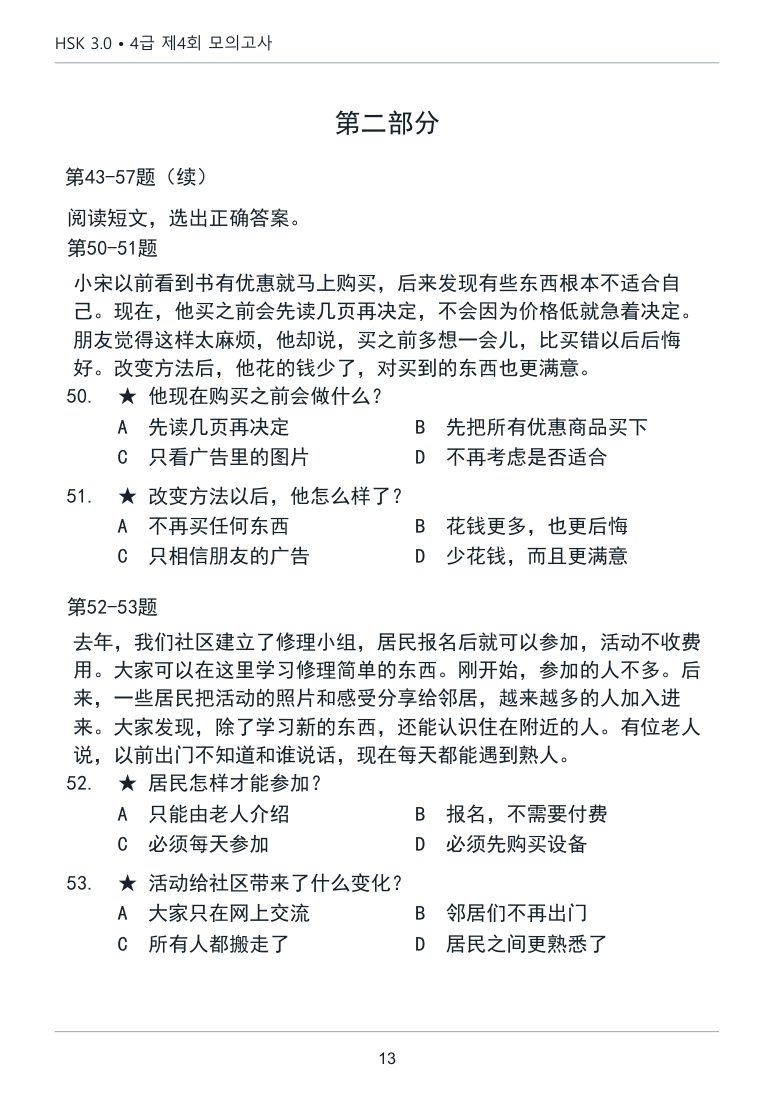 HSK 3.0 • 4급 제4회 모의고사
第二部分
第43-57题（续）
阅读短文，选出正确答案。
第50-51题
小宋以前看到书有优惠就马上购买，后来发现有些东西根本不适合自
己。现在，他买之前会先读几页再决定，不会因为价格低就急着决定。
朋友觉得这样太麻烦，他却说，买之前多想一会儿，比买错以后后悔
好。改变方法后，他花的钱少了，对买到的东西也更满意。
50. ★ 他现在购买之前会做什么？
A 先读几页再决定 B 先把所有优惠商品买下
C 只看广告里的图片 D 不再考虑是否适合
51. ★ 改变方法以后，他怎么样了？
A 不再买任何东西 B 花钱更多，也更后悔
C 只相信朋友的广告 D 少花钱，而且更满意
第52-53题
去年，我们社区建立了修理小组，居民报名后就可以参加，活动不收费
用。大家可以在这里学习修理简单的东西。刚开始，参加的人不多。后
来，一些居民把活动的照片和感受分享给邻居，越来越多的人加入进
来。大家发现，除了学习新的东西，还能认识住在附近的人。有位老人
说，以前出门不知道和谁说话，现在每天都能遇到熟人。
52. ★ 居民怎样才能参加？
A 只能由老人介绍 B 报名，不需要付费
C 必须每天参加 D 必须先购买设备
53. ★ 活动给社区带来了什么变化？
A 大家只在网上交流 B 邻居们不再出门
C 所有人都搬走了 D 居民之间更熟悉了
13